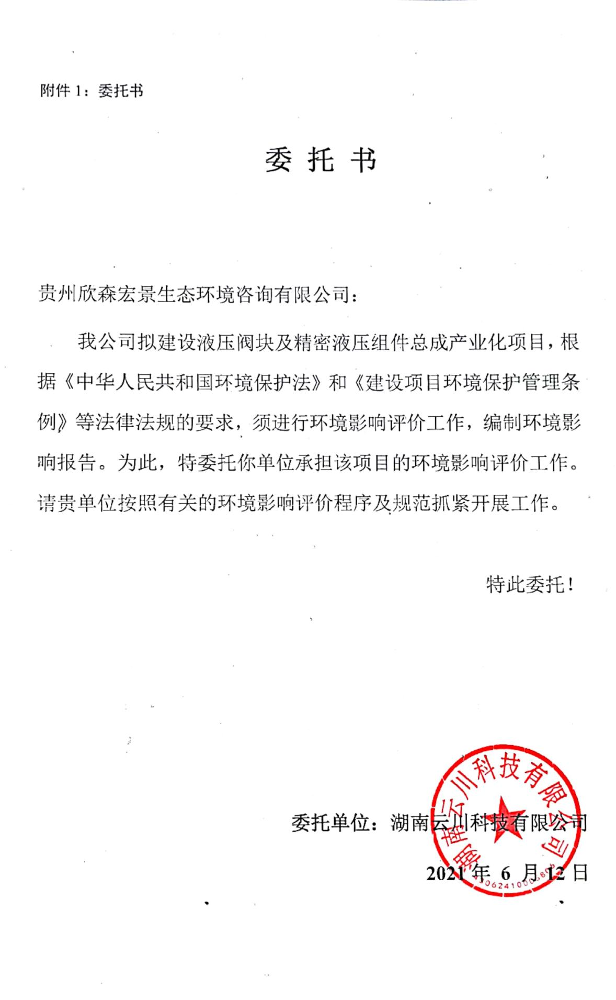 附件 1：委托书
委 托 书
贵州欣森宏景生态环境咨询有限公司：
我公司拟建设液压阀块及精密液压组件总成产业化项目，根
据《中华人民共和国环境保护法》和《建设项目环境保护管理条
例》等法律法规的要求，须进行环境影响评价工作，编制环境影
响报告。为此，特委托你单位承担该项目的环境影响评价工作。
请贵单位按照有关的环境影响评价程序及规范抓紧开展工作。
特此委托！
委托单位：湖南云川科技有限公司
2021 年 6 月 12 日
湖南云川科技有限公司